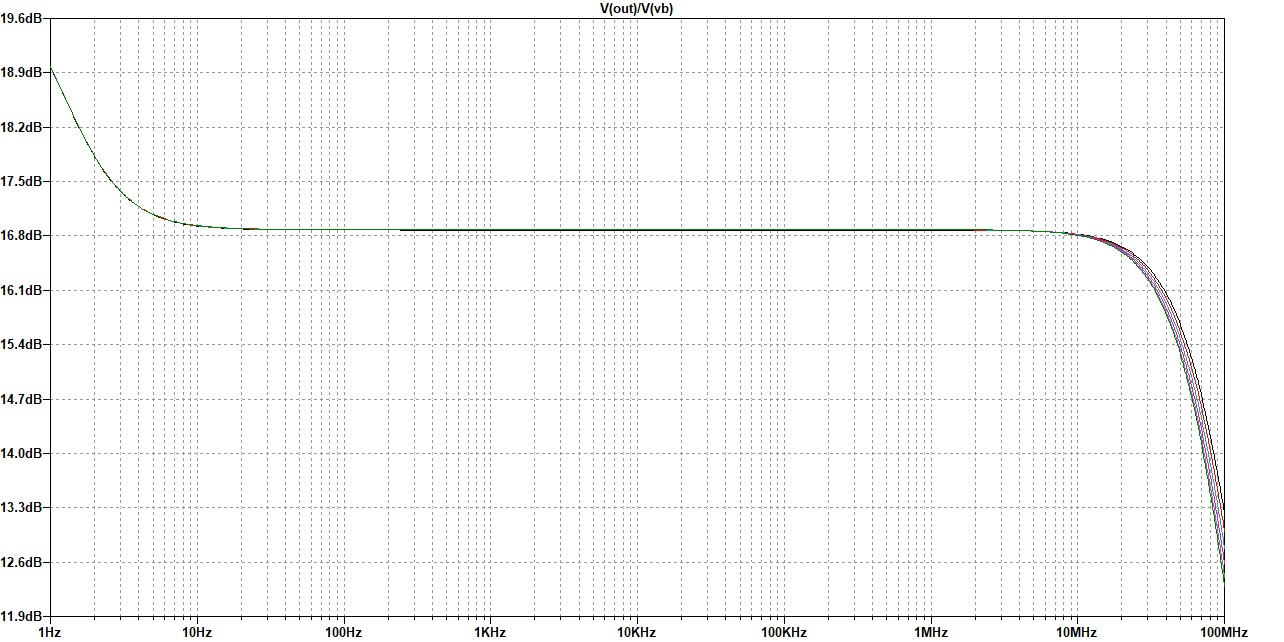 V(out)/V(vb)
19.6dB
18.9dB
18.2dB
17.5dB
16.8dB
16.1dB
15.4dB
14.7dB
14.0dB
13.3dB
12.6dB
11.9dB
1Hz 10Hz 100Hz 1KHz 10KHz 100KHz 1MHz 10MHz 100MHz